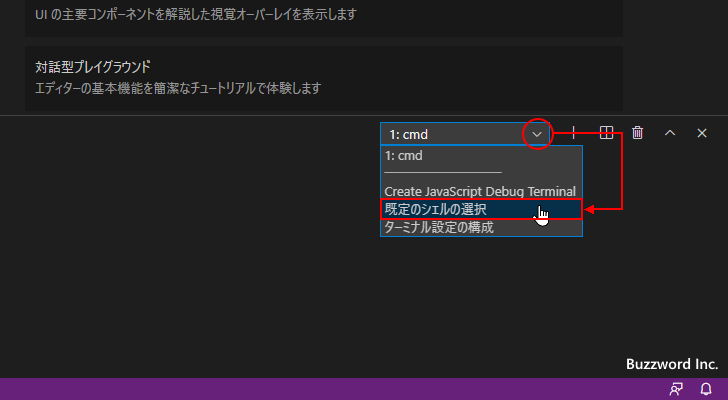 UI の主要コンポーネントを解説した視覚オーバーレイを表示します
対話型プレイグラウンド
エディターの基本機能を簡潔なチュートリアルで体験します
1: cmd
1: cmd
Create JavaScript Debug Terminal
既定のシェルの選択
ターミナル設定の構成
Buzzword Inc.